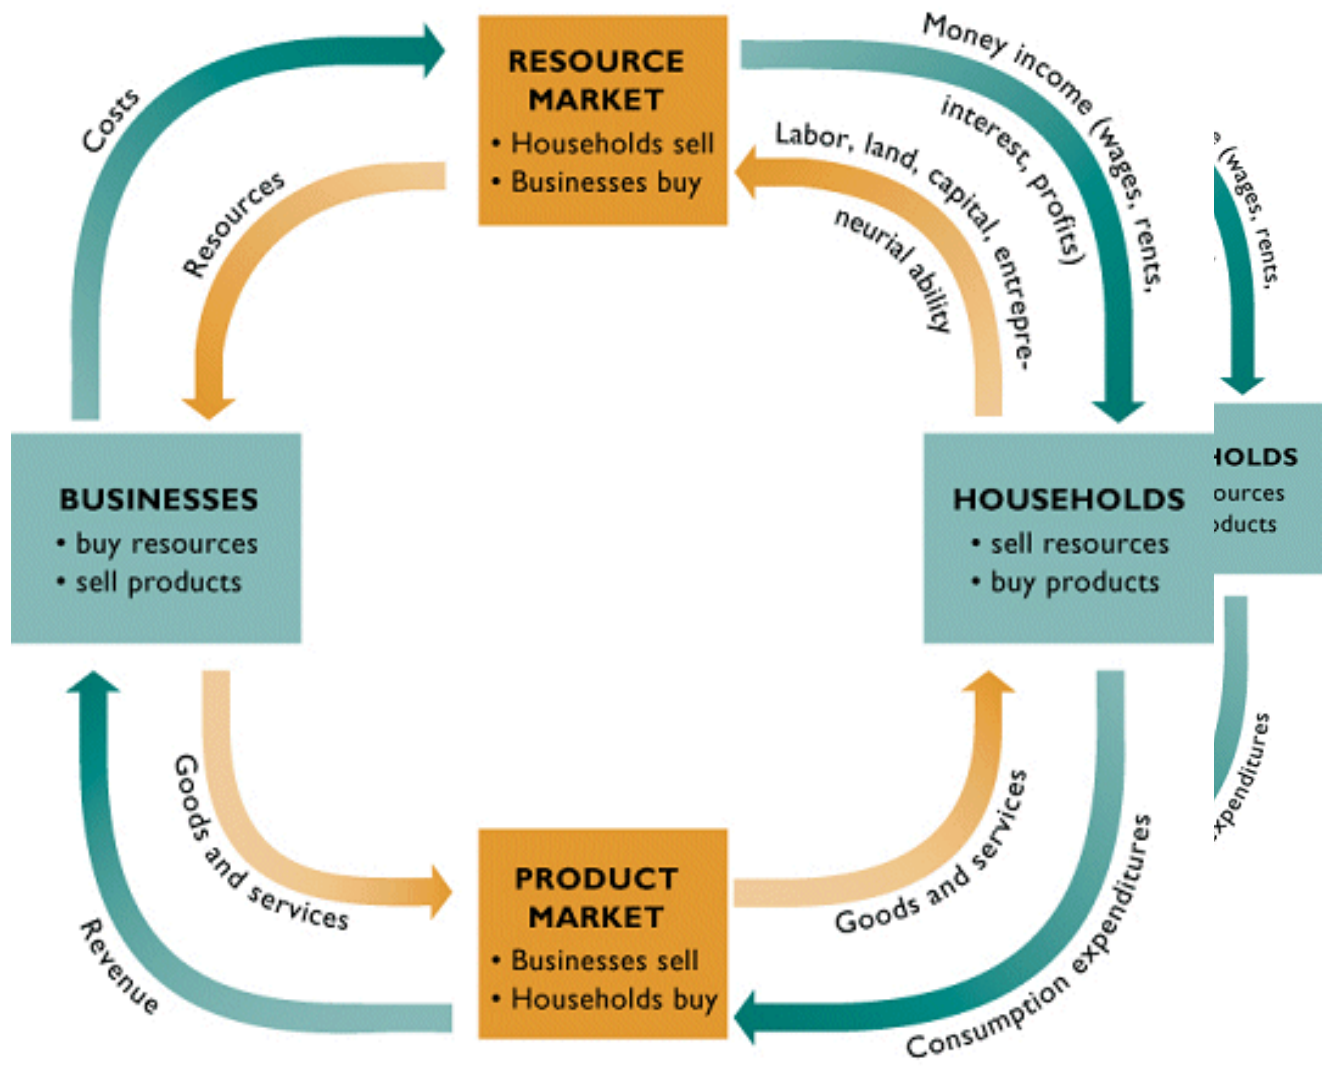 Costs
Resources
RESOURCE
MARKET
• Households sell
• Businesses buy
Money income (wages, rents,
interest, profits)
Labor, land, capital, entrepre-
neurial ability
(wages, rents,
BUSINESSES
• buy resources
• sell products
HOUSEHOLDS
• sell resources
• buy products
HOLDS
ources
oducts
Goods and services
Revenue
PRODUCT
MARKET
• Businesses sell
• Households buy
Goods and services
Consumption expenditures
xpenditures